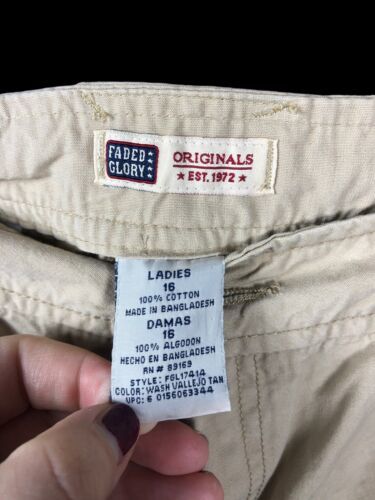 FADED
GLORY
ORIGINALS
★ EST. 1972 ★
LADIES
16
100% COTTON
MADE IN BANGLADESH
DAMAS
16
100% ALGODON
HECHO EN BANGLADESH
RN# 89169
STYLE: FGL17414
COLOR: WASH VALLEJO TAN
UPC: 6 0156063344